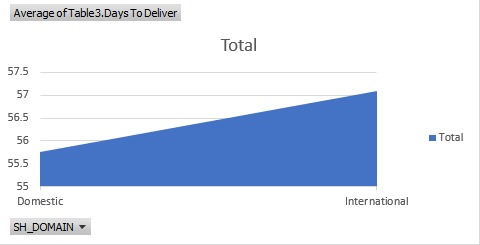 Average of Table3.Days To Deliver
Total
57.5
57
56.5
56
55.5
55
Domestic
International
Total
SH_DOMAIN